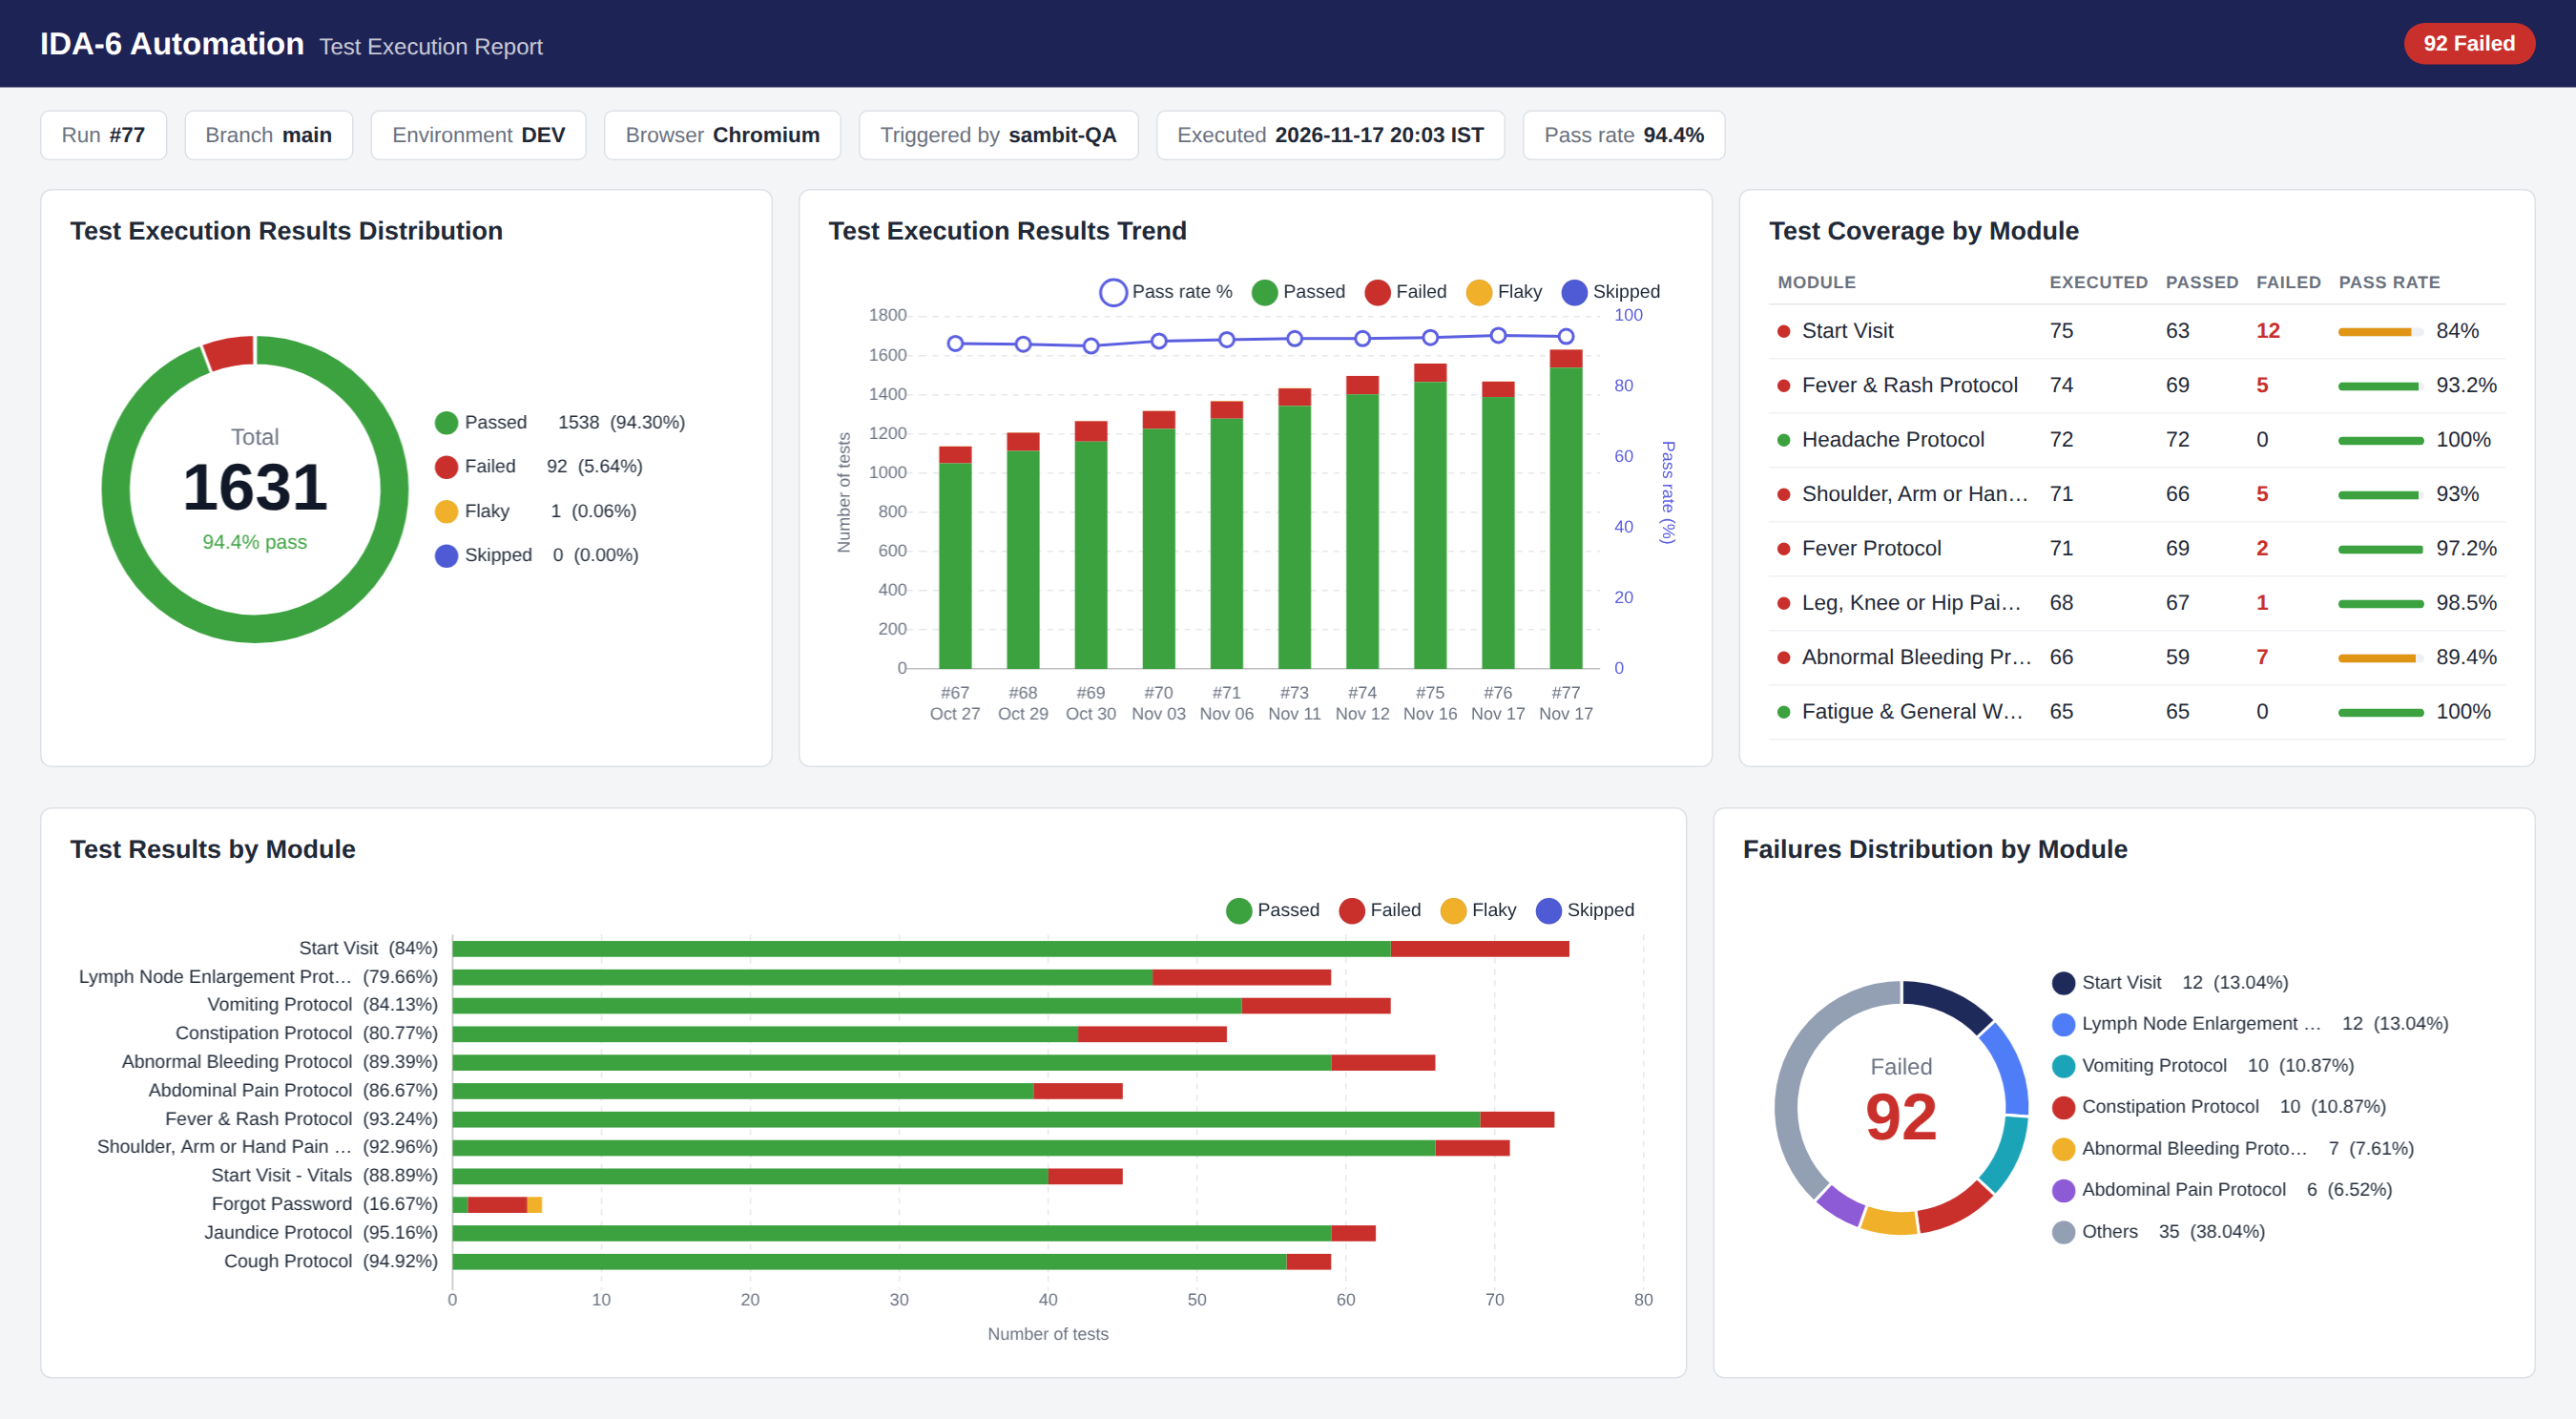 IDA-6 Automation Test Execution Report
92 Failed
Run #77
Branch main
Environment DEV
Browser Chromium
Triggered by sambit-QA
Executed 2026-11-17 20:03 IST
Pass rate 94.4%
Test Execution Results Distribution
Total
1631
94.4% pass
Passed 1538 (94.30%)
Failed 92 (5.64%)
Flaky 1 (0.06%)
Skipped 0 (0.00%)
Test Execution Results Trend
Pass rate % Passed Failed Flaky Skipped
Number of tests
1800
1600
1400
1200
1000
800
600
400
200
0
100
80
60
40
20
0
Pass rate (%)
#67 #68 #69 #70 #71 #73 #74 #75 #76 #77
Oct 27 Oct 29 Oct 30 Nov 03 Nov 06 Nov 11 Nov 12 Nov 16 Nov 17 Nov 17
Test Coverage by Module
MODULE EXECUTED PASSED FAILED PASS RATE
Start Visit 75 63 12 84%
Fever & Rash Protocol 74 69 5 93.2%
Headache Protocol 72 72 0 100%
Shoulder, Arm or Han… 71 66 5 93%
Fever Protocol 71 69 2 97.2%
Leg, Knee or Hip Pai… 68 67 1 98.5%
Abnormal Bleeding Pr… 66 59 7 89.4%
Fatigue & General W… 65 65 0 100%
Test Results by Module
Passed Failed Flaky Skipped
Start Visit (84%)
Lymph Node Enlargement Prot… (79.66%)
Vomiting Protocol (84.13%)
Constipation Protocol (80.77%)
Abnormal Bleeding Protocol (89.39%)
Abdominal Pain Protocol (86.67%)
Fever & Rash Protocol (93.24%)
Shoulder, Arm or Hand Pain … (92.96%)
Start Visit - Vitals (88.89%)
Forgot Password (16.67%)
Jaundice Protocol (95.16%)
Cough Protocol (94.92%)
0 10 20 30 40 50 60 70 80
Number of tests
Failures Distribution by Module
Failed
92
Start Visit 12 (13.04%)
Lymph Node Enlargement … 12 (13.04%)
Vomiting Protocol 10 (10.87%)
Constipation Protocol 10 (10.87%)
Abnormal Bleeding Proto… 7 (7.61%)
Abdominal Pain Protocol 6 (6.52%)
Others 35 (38.04%)